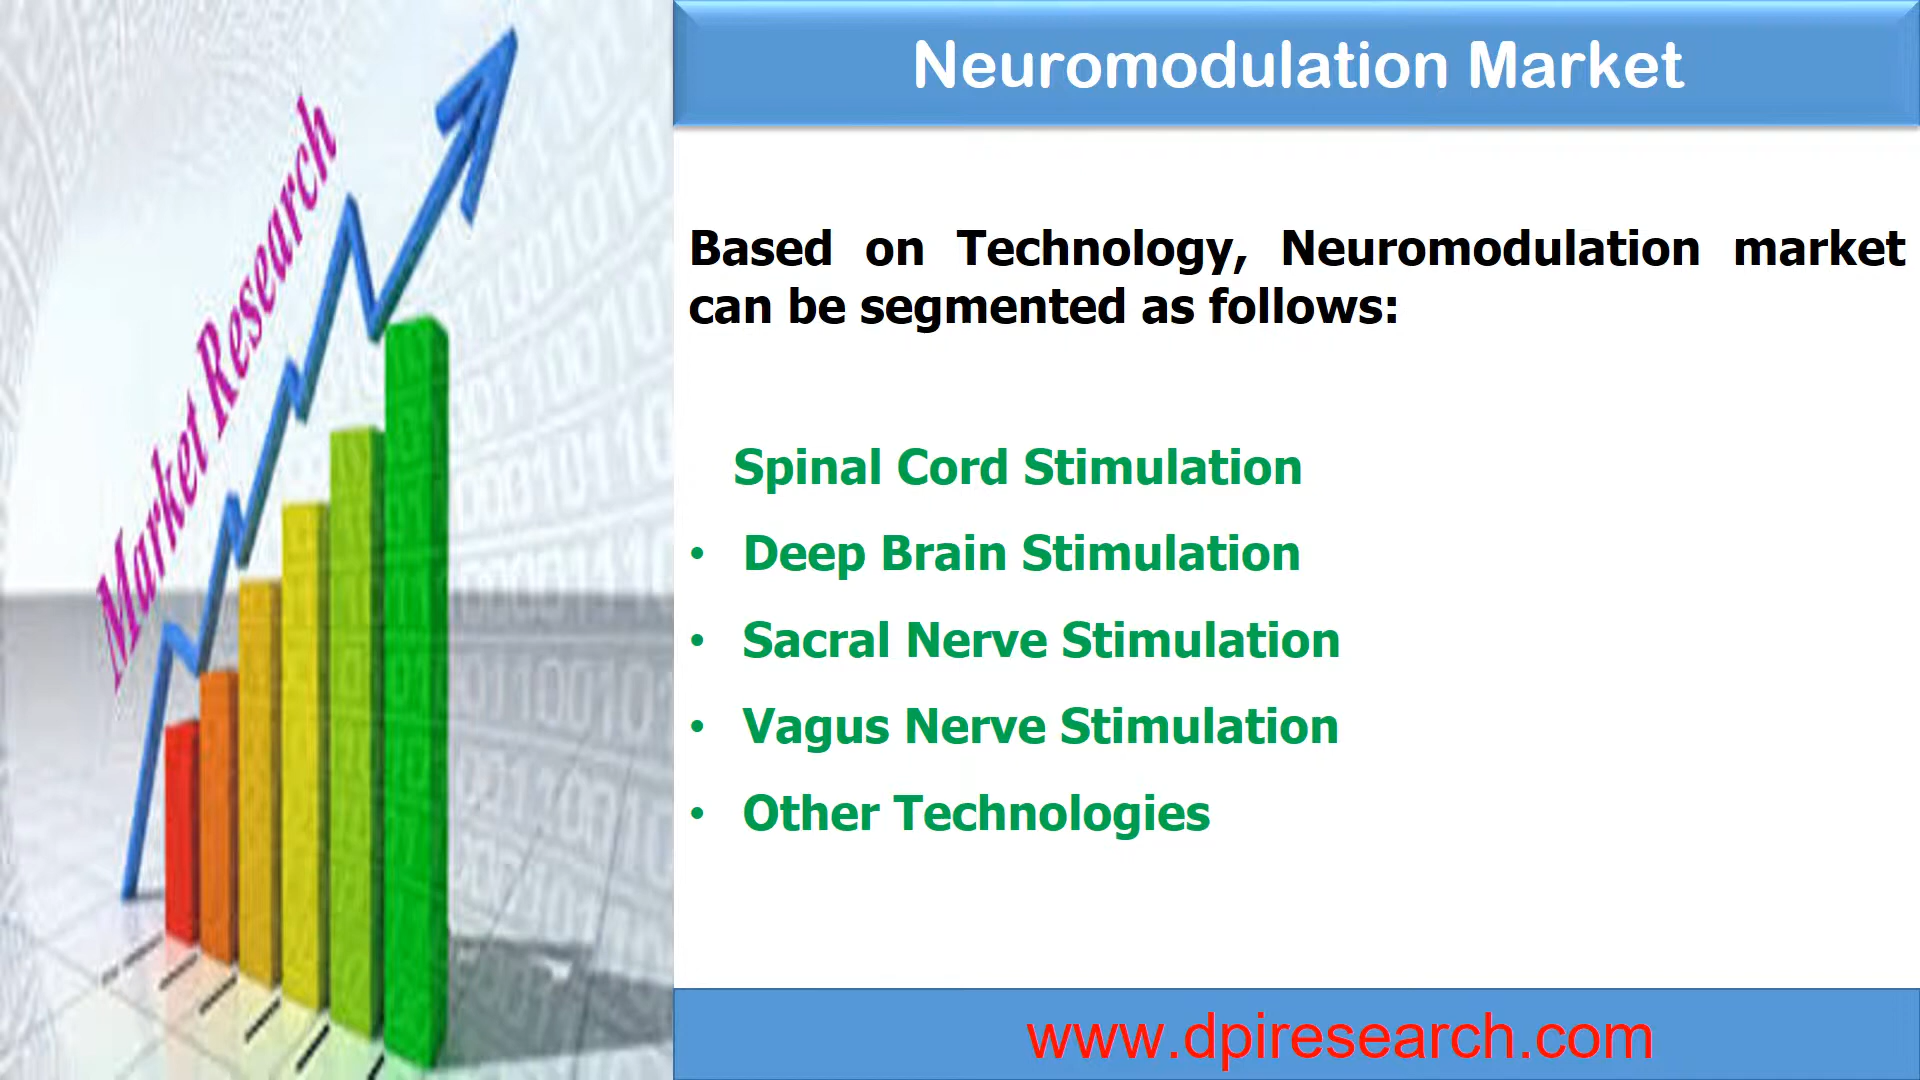 Market Research
Neuromodulation Market
Based on Technology, Neuromodulation market
can be segmented as follows:
Spinal Cord Stimulation
• Deep Brain Stimulation
• Sacral Nerve Stimulation
• Vagus Nerve Stimulation
• Other Technologies
www.dpiresearch.com